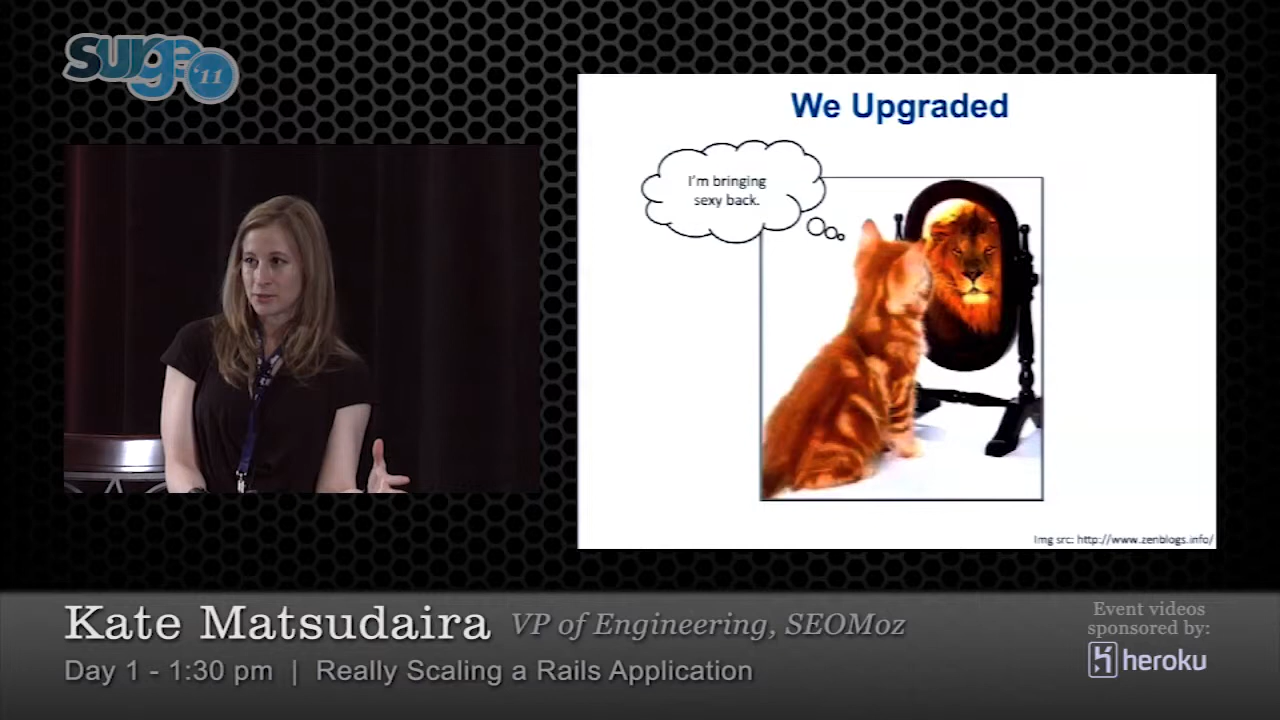 surge '11
We Upgraded
I'm bringing
sexy back.
Img src: http://www.zenblogs.info/
Kate Matsudaira VP of Engineering, SEOMoz
Day 1 - 1:30 pm | Really Scaling a Rails Application
Event videos
sponsored by:
heroku